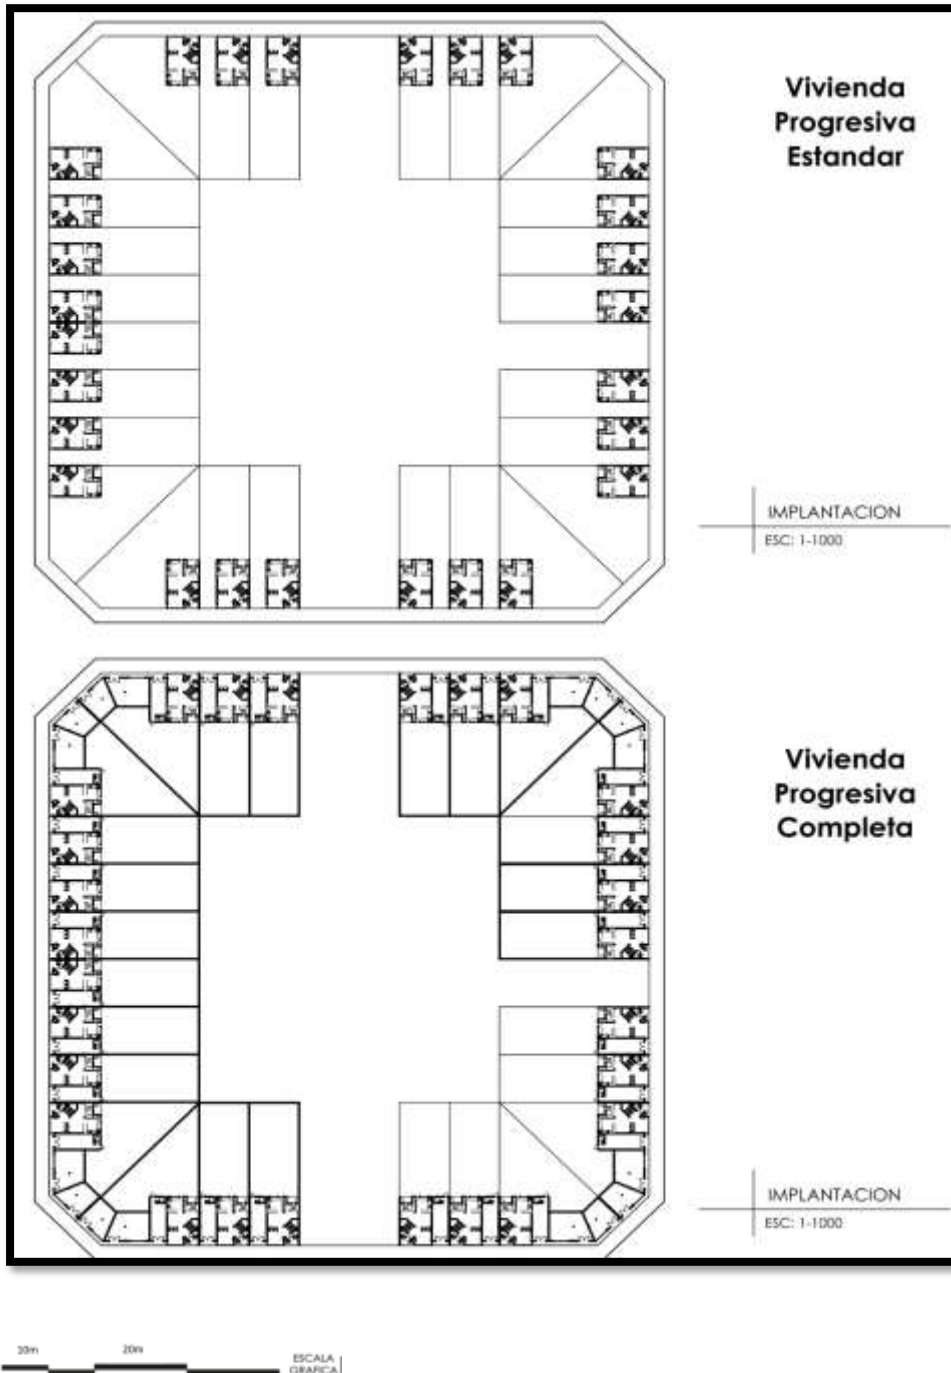 Vivienda
Progresiva
Estandar
IMPLANTACION
ESC: 1-1000
Vivienda
Progresiva
Completa
IMPLANTACION
ESC: 1-1000
20m
ESCALA
GRAFICA